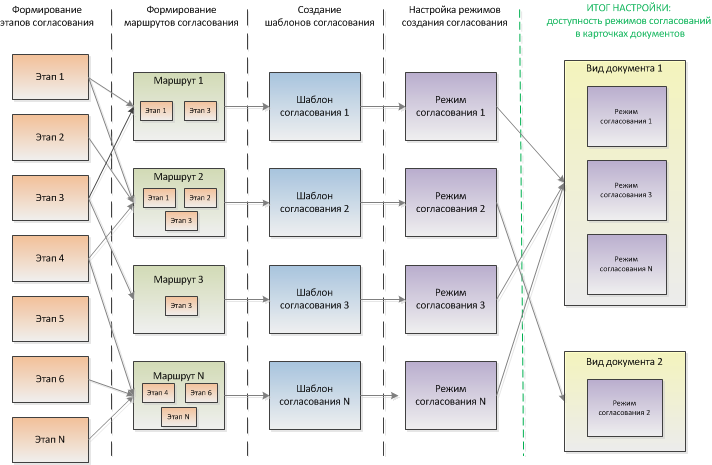 Формирование
этапов согласования
Формирование
маршрутов согласования
Создание
шаблонов согласования
Настройка режимов
создания согласования
ИТОГ НАСТРОЙКИ:
доступность режимов согласований
в карточках документов
Этап 1
Этап 2
Этап 3
Этап 4
Этап 5
Этап 6
Этап N
Маршрут 1
Этап 1
Этап 3
Маршрут 2
Этап 1
Этап 2
Этап 3
Маршрут 3
Этап 3
Маршрут N
Этап 4
Этап 6
Этап N
Шаблон
согласования 1
Шаблон
согласования 2
Шаблон
согласования 3
Шаблон
согласования N
Режим
согласования 1
Режим
согласования 2
Режим
согласования 3
Режим
согласования N
Вид документа 1
Режим
согласования 1
Режим
согласования 3
Режим
согласования N
Вид документа 2
Режим
согласования 2